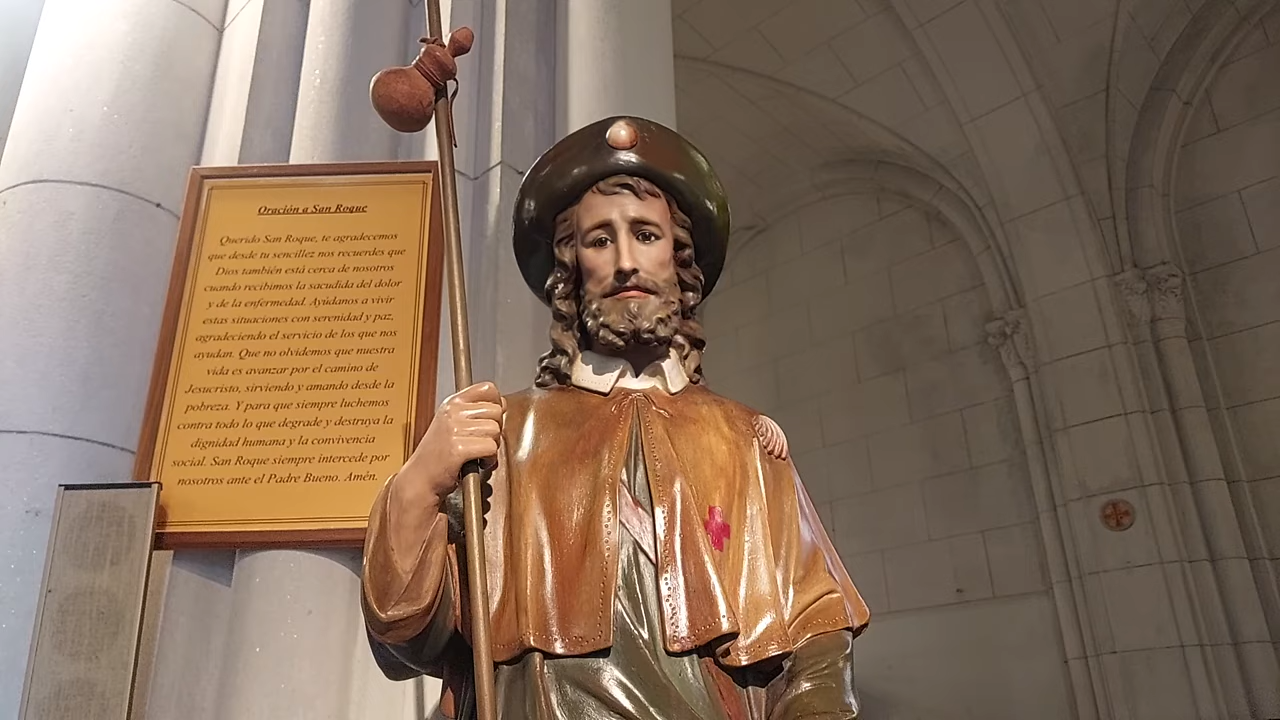 Oración a San Roque
Querido San Roque, te agradecemos
que desde tu sencillez nos recuerdes que
Dios también está cerca de nosotros
cuando recibimos la sacudida del dolor
y de la enfermedad. Ayúdanos a vivir
estas situaciones con serenidad y paz,
agradeciendo el servicio de los que nos
ayudan. Que no olvidemos que nuestra
vida es avanzar por el camino de
Jesucristo, sirviendo y amando desde la
pobreza. Y para que siempre luchemos
contra todo lo que degrade y destruya la
dignidad humana y la convivencia
social. San Roque siempre intercede por
nosotros ante el Padre Bueno. Amén.